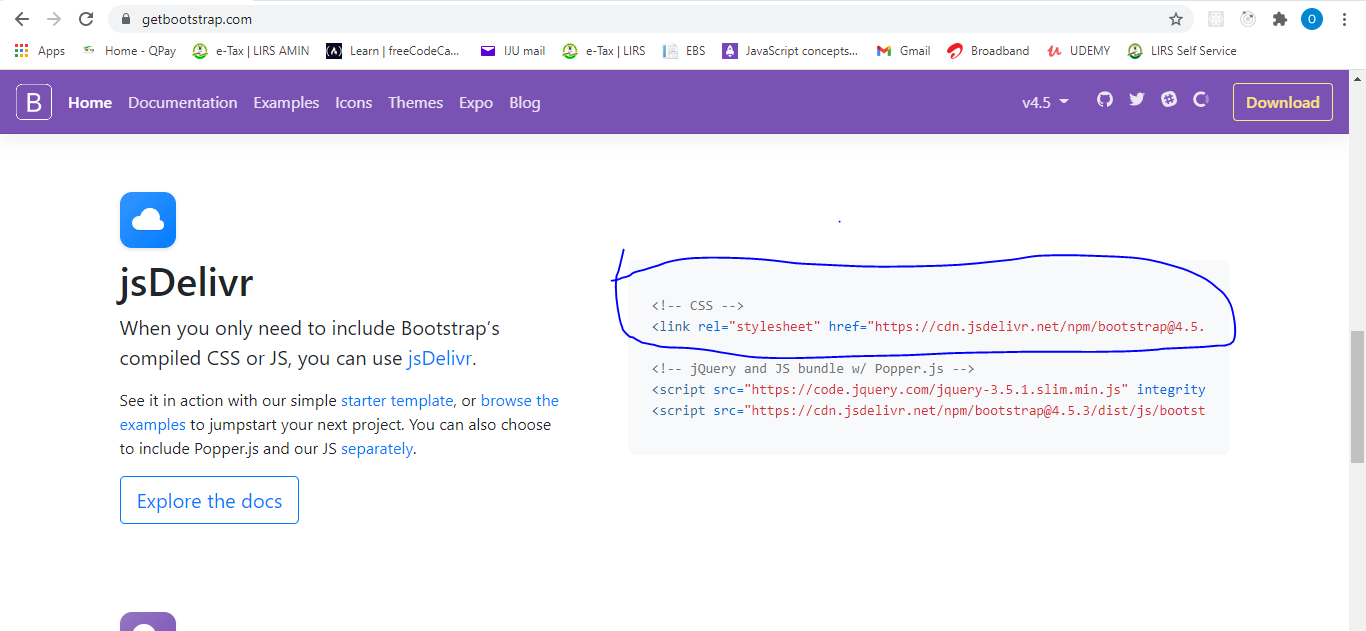 getbootstrap.com
O
Apps
Home - QPay
e-Tax | LIRS AMIN
Learn | freeCodeCa...
IJU mail
e-Tax | LIRS
EBS
JavaScript concepts...
Gmail
Broadband
UDEMY
LIRS Self Service
B
Home
Documentation
Examples
Icons
Themes
Expo
Blog
v4.5
Download
jsDelivr
When you only need to include Bootstrap's
compiled CSS or JS, you can use jsDelivr.
See it in action with our simple starter template, or browse the
examples to jumpstart your next project. You can also choose
to include Popper.js and our JS separately.
Explore the docs
<!-- CSS -->
<link rel="stylesheet" href="https://cdn.jsdelivr.net/npm/bootstrap@4.5.
<!-- jQuery and JS bundle w/ Popper.js -->
<script src="https://code.jquery.com/jquery-3.5.1.slim.min.js" integrity
<script src="https://cdn.jsdelivr.net/npm/bootstrap@4.5.3/dist/js/bootst